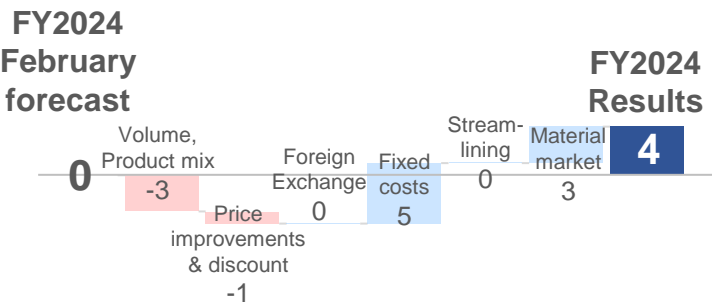 FY2024
February
forecast
0
Volume,
Product mix
-3
Price
improvements
& discount
-1
Foreign
Exchange
0
Fixed
costs
5
Stream-
lining
0
Material
market
3
FY2024
Results
4